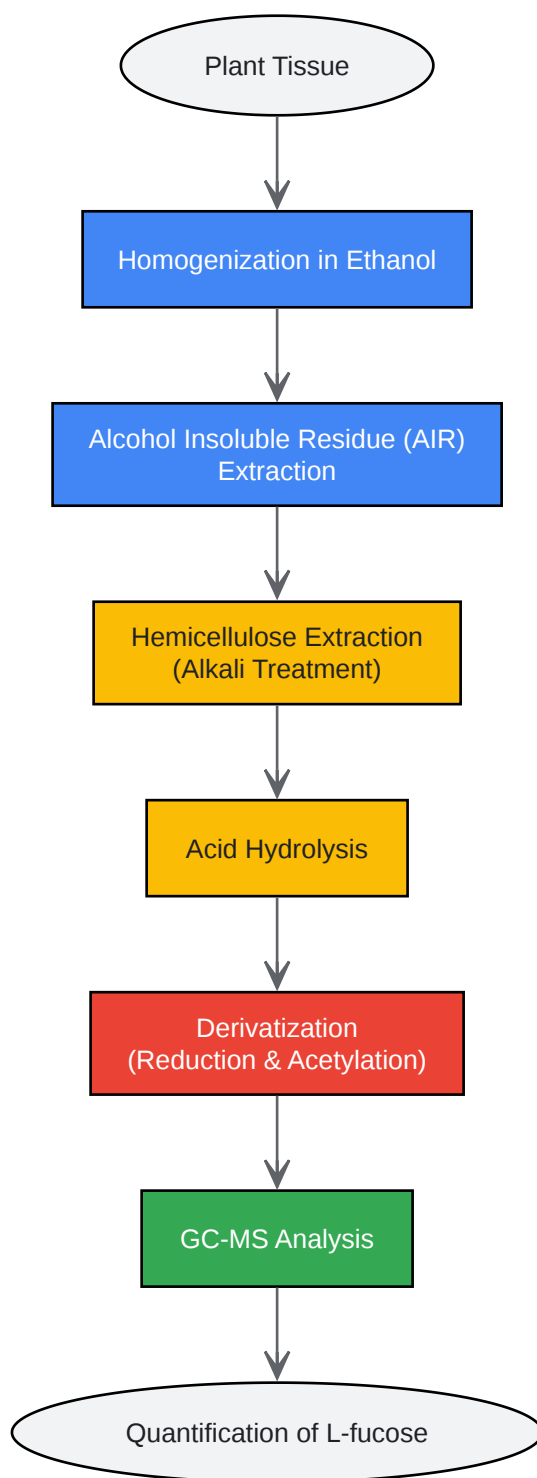 Plant Tissue
Homogenization in Ethanol
Alcohol Insoluble Residue (AIR)
Extraction
Hemicellulose Extraction
(Alkali Treatment)
Acid Hydrolysis
Derivatization
(Reduction & Acetylation)
GC-MS Analysis
Quantification of L-fucose